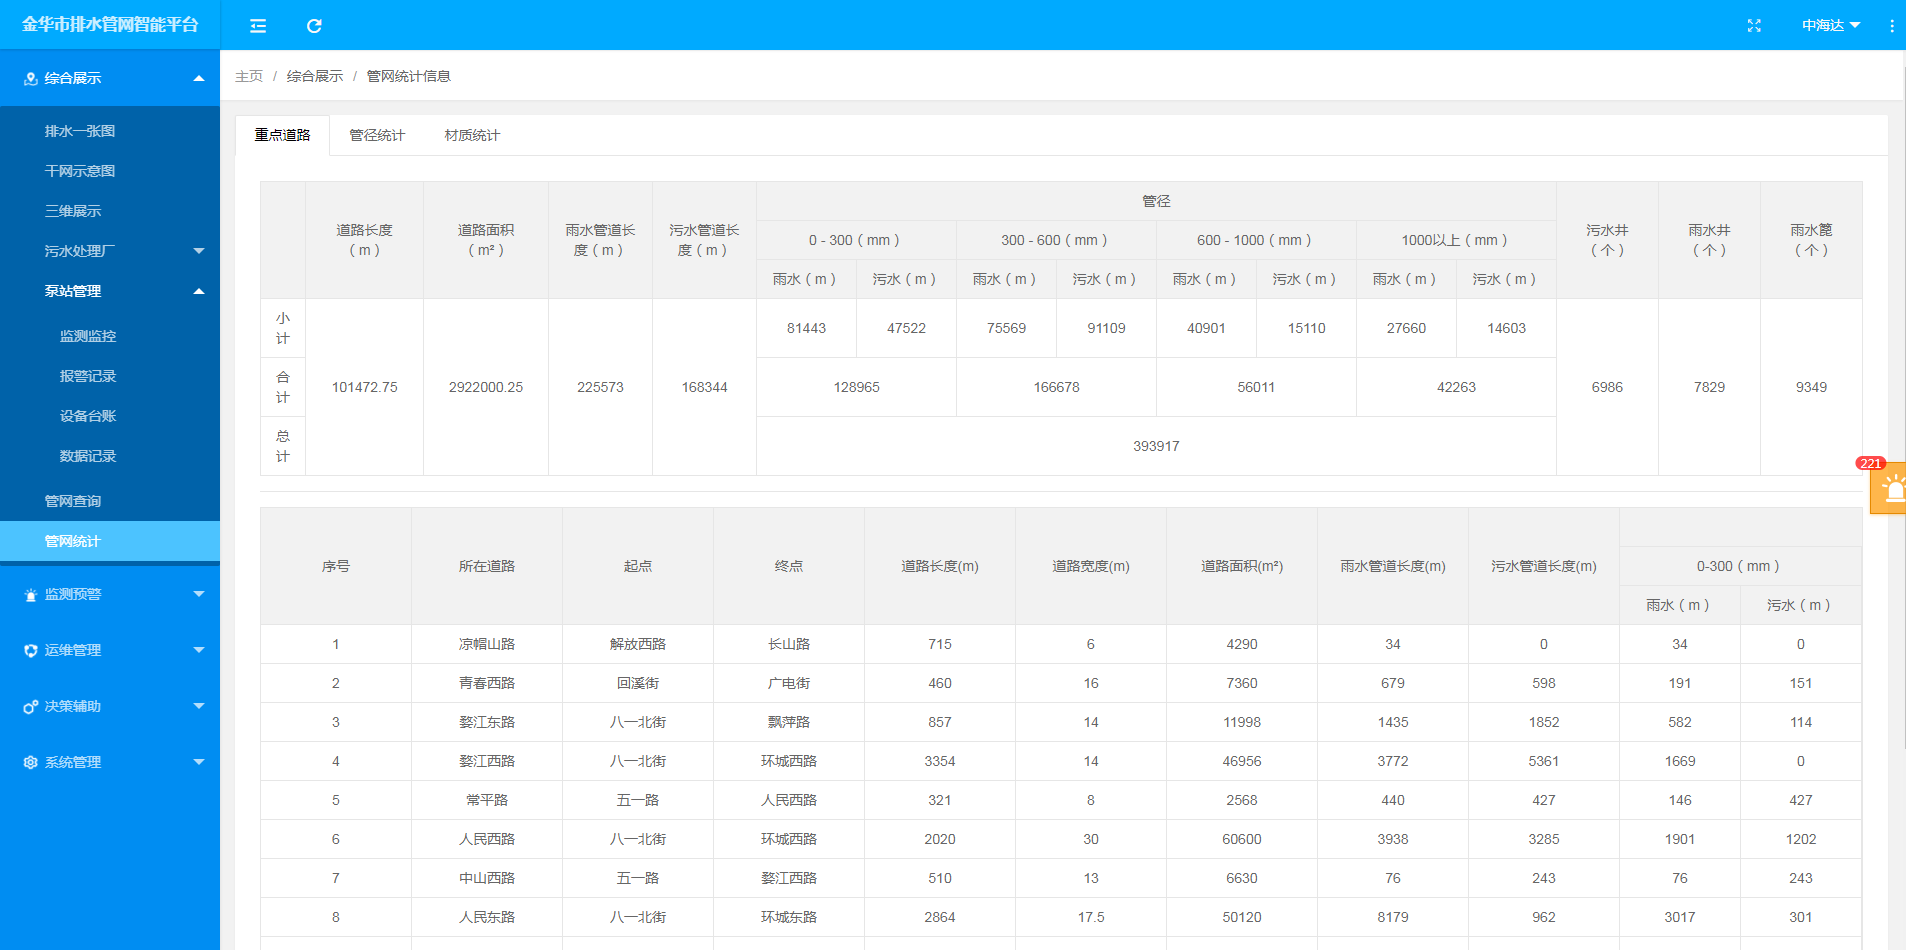 金华市排水管网智能平台
中海达
综合展示
排水一张图
干网示意图
三维展示
污水处理厂
泵站管理
监测监控
报警记录
设备台账
数据记录
管网查询
管网统计
监测预警
运维管理
决策辅助
系统管理
主页 / 综合展示 / 管网统计信息
重点道路 管径统计 材质统计
道路长度（m） 道路面积（m²） 雨水管道长度（m） 污水管道长度（m） 管径 污水井（个） 雨水井（个） 雨水篦（个）
0 - 300（mm） 300 - 600（mm） 600 - 1000（mm） 1000以上（mm）
雨水（m） 污水（m） 雨水（m） 污水（m） 雨水（m） 污水（m） 雨水（m） 污水（m）
小计 81443 47522 75569 91109 40901 15110 27660 14603
合计 101472.75 2922000.25 225573 168344 128965 166678 56011 42263 6986 7829 9349
总计 393917
221
序号 所在道路 起点 终点 道路长度(m) 道路宽度(m) 道路面积(m²) 雨水管道长度(m) 污水管道长度(m) 0-300（mm）
雨水（m） 污水（m）
1 凉帽山路 解放西路 长山路 715 6 4290 34 0 34 0
2 青春西路 回溪街 广电街 460 16 7360 679 598 191 151
3 婺江东路 八一北街 飘萍路 857 14 11998 1435 1852 582 114
4 婺江西路 八一北街 环城西路 3354 14 46956 3772 5361 1669 0
5 常平路 五一路 人民西路 321 8 2568 440 427 146 427
6 人民西路 八一北街 环城西路 2020 30 60600 3938 3285 1901 1202
7 中山西路 五一路 婺江西路 510 13 6630 76 243 76 243
8 人民东路 八一北街 环城东路 2864 17.5 50120 8179 962 3017 301